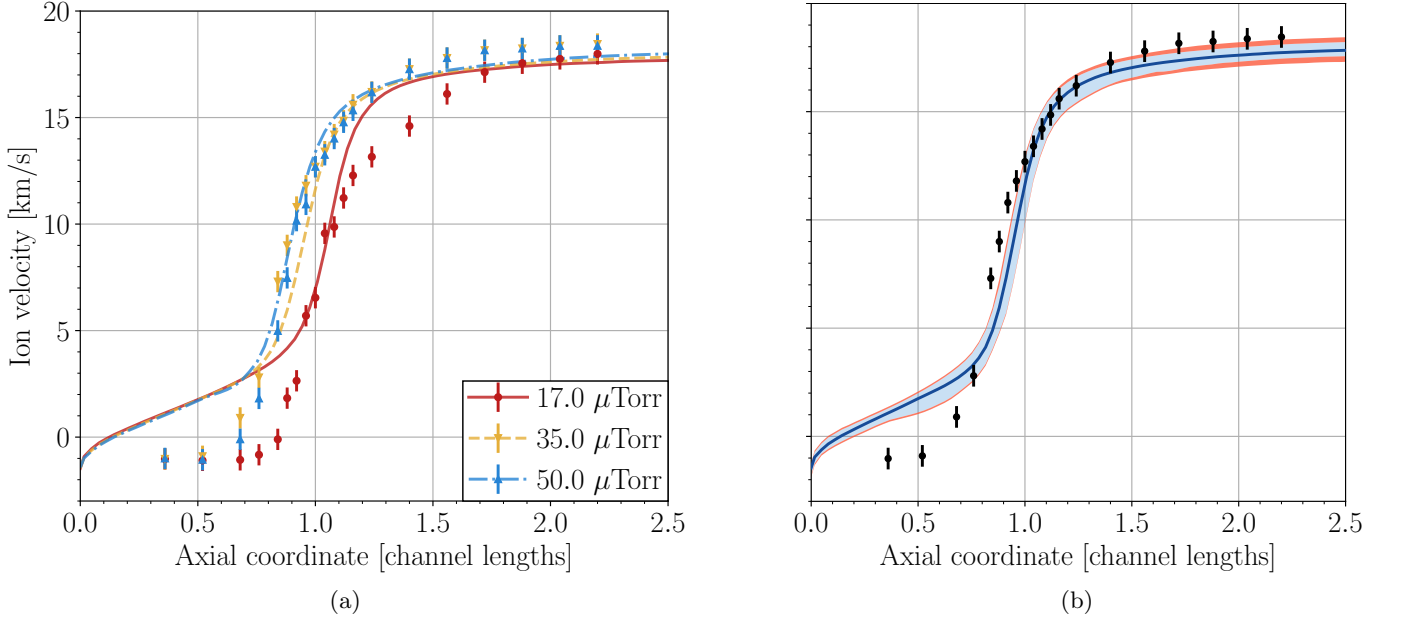 20
15
10
5
0
Ion velocity [km/s]
17.0 μTorr
35.0 μTorr
50.0 μTorr
0.0 0.5 1.0 1.5 2.0 2.5
Axial coordinate [channel lengths]
(a)
0.0 0.5 1.0 1.5 2.0 2.5
Axial coordinate [channel lengths]
(b)